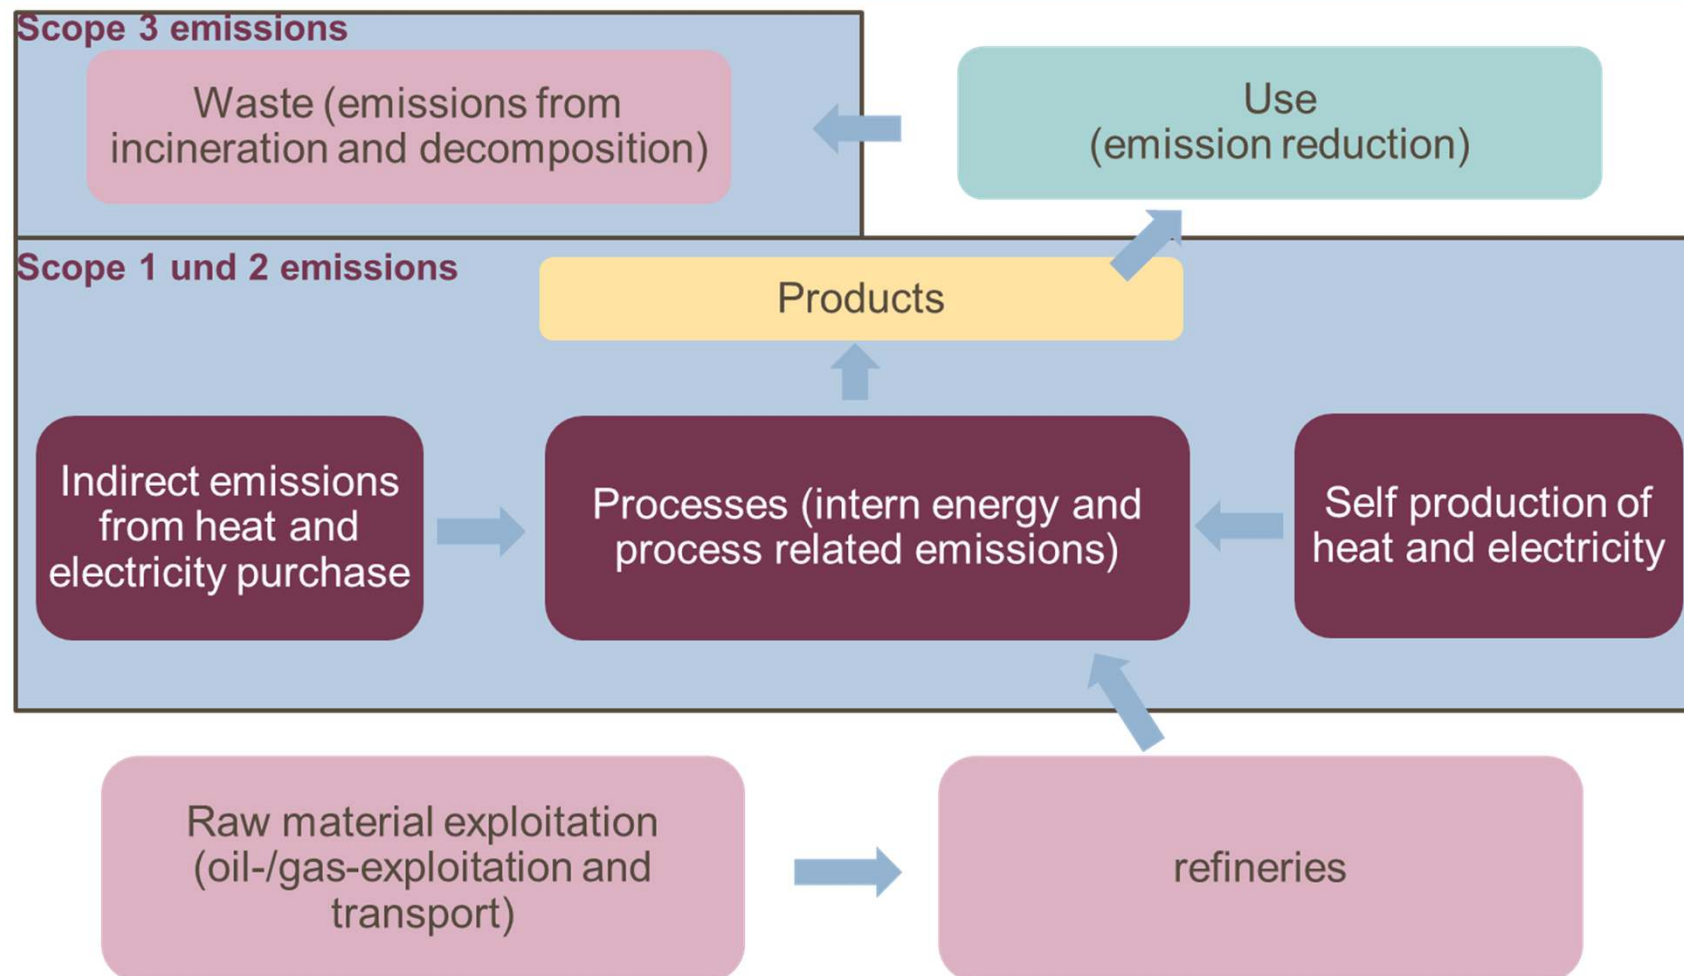 Scope 3 emissions
Waste (emissions from
incineration and decomposition)
Use
(emission reduction)
Scope 1 und 2 emissions
Products
Indirect emissions
from heat and
electricity purchase
Processes (intern energy and
process related emissions)
Self production of
heat and electricity
Raw material exploitation
(oil-/gas-exploitation and
transport)
refineries